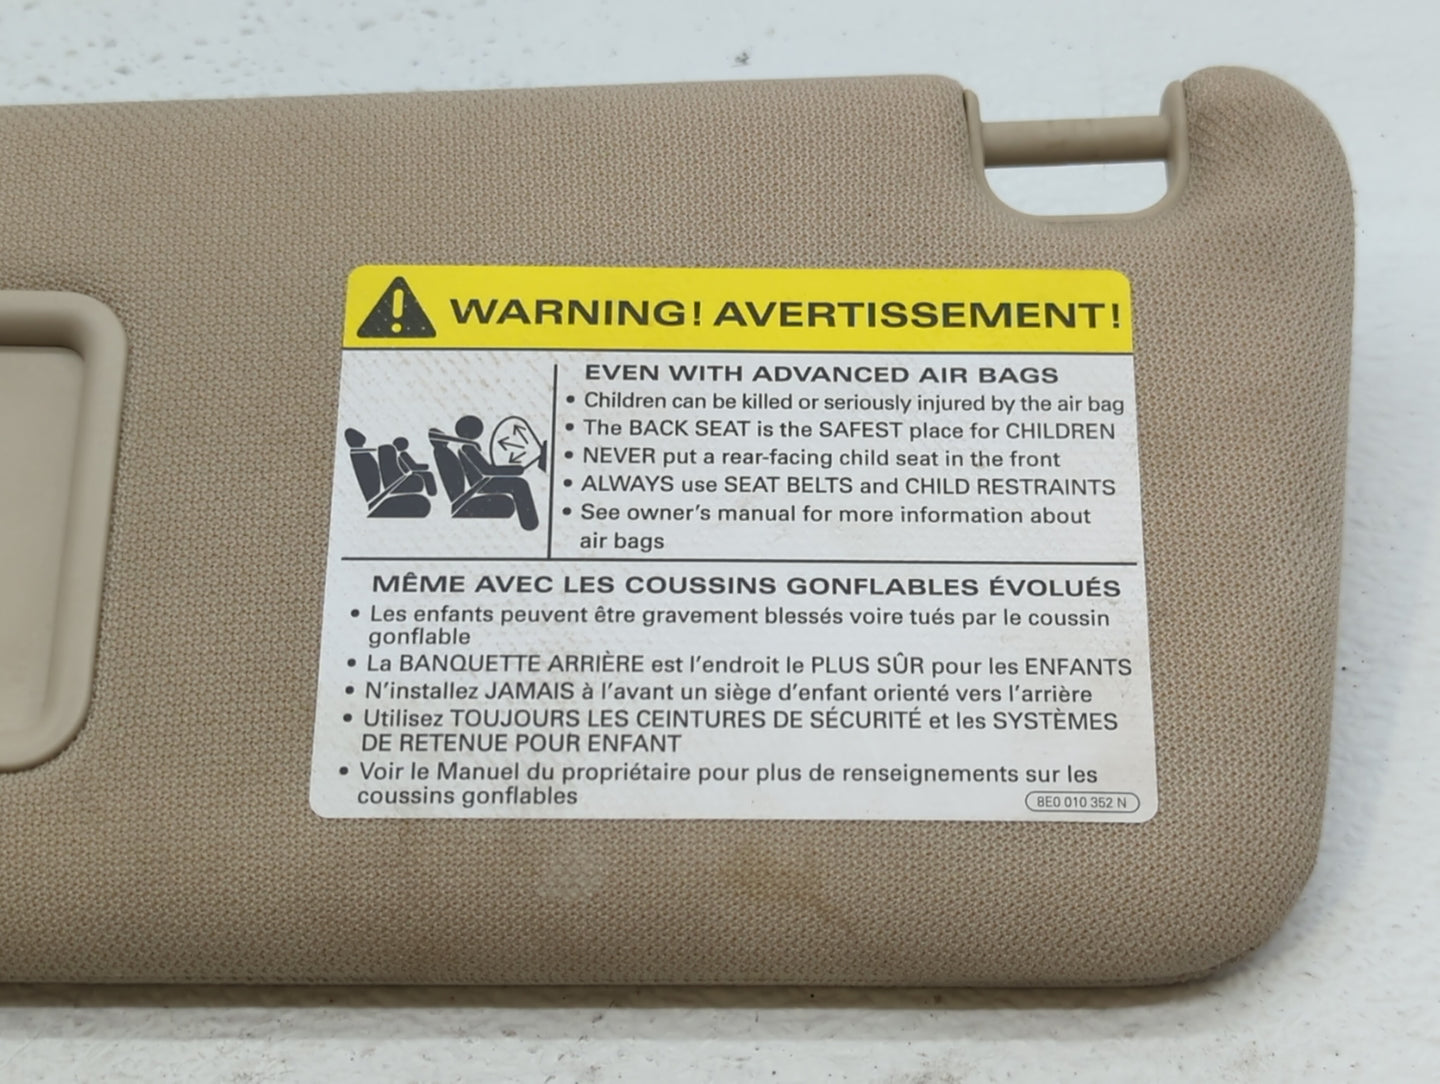 WARNING! AVERTISSEMENT!
EVEN WITH ADVANCED AIR BAGS
• Children can be killed or seriously injured by the air bag
• The BACK SEAT is the SAFEST place for CHILDREN
• NEVER put a rear-facing child seat in the front
• ALWAYS use SEAT BELTS and CHILD RESTRAINTS
• See owner's manual for more information about
air bags
MÊME AVEC LES COUSSINS GONFLABLES ÉVOLUÉS
• Les enfants peuvent être gravement blessés voire tués par le coussin
gonflable
• La BANQUETTE ARRIÈRE est l'endroit le PLUS SÛR pour les ENFANTS
• N'installez JAMAIS à l'avant un siège d'enfant orienté vers l'arrière
• Utilisez TOUJOURS LES CEINTURES DE SÉCURITÉ et les SYSTÈMES
DE RETENUE POUR ENFANT
• Voir le Manuel du propriétaire pour plus de renseignements sur les
coussins gonflables
8E0 010 352 N